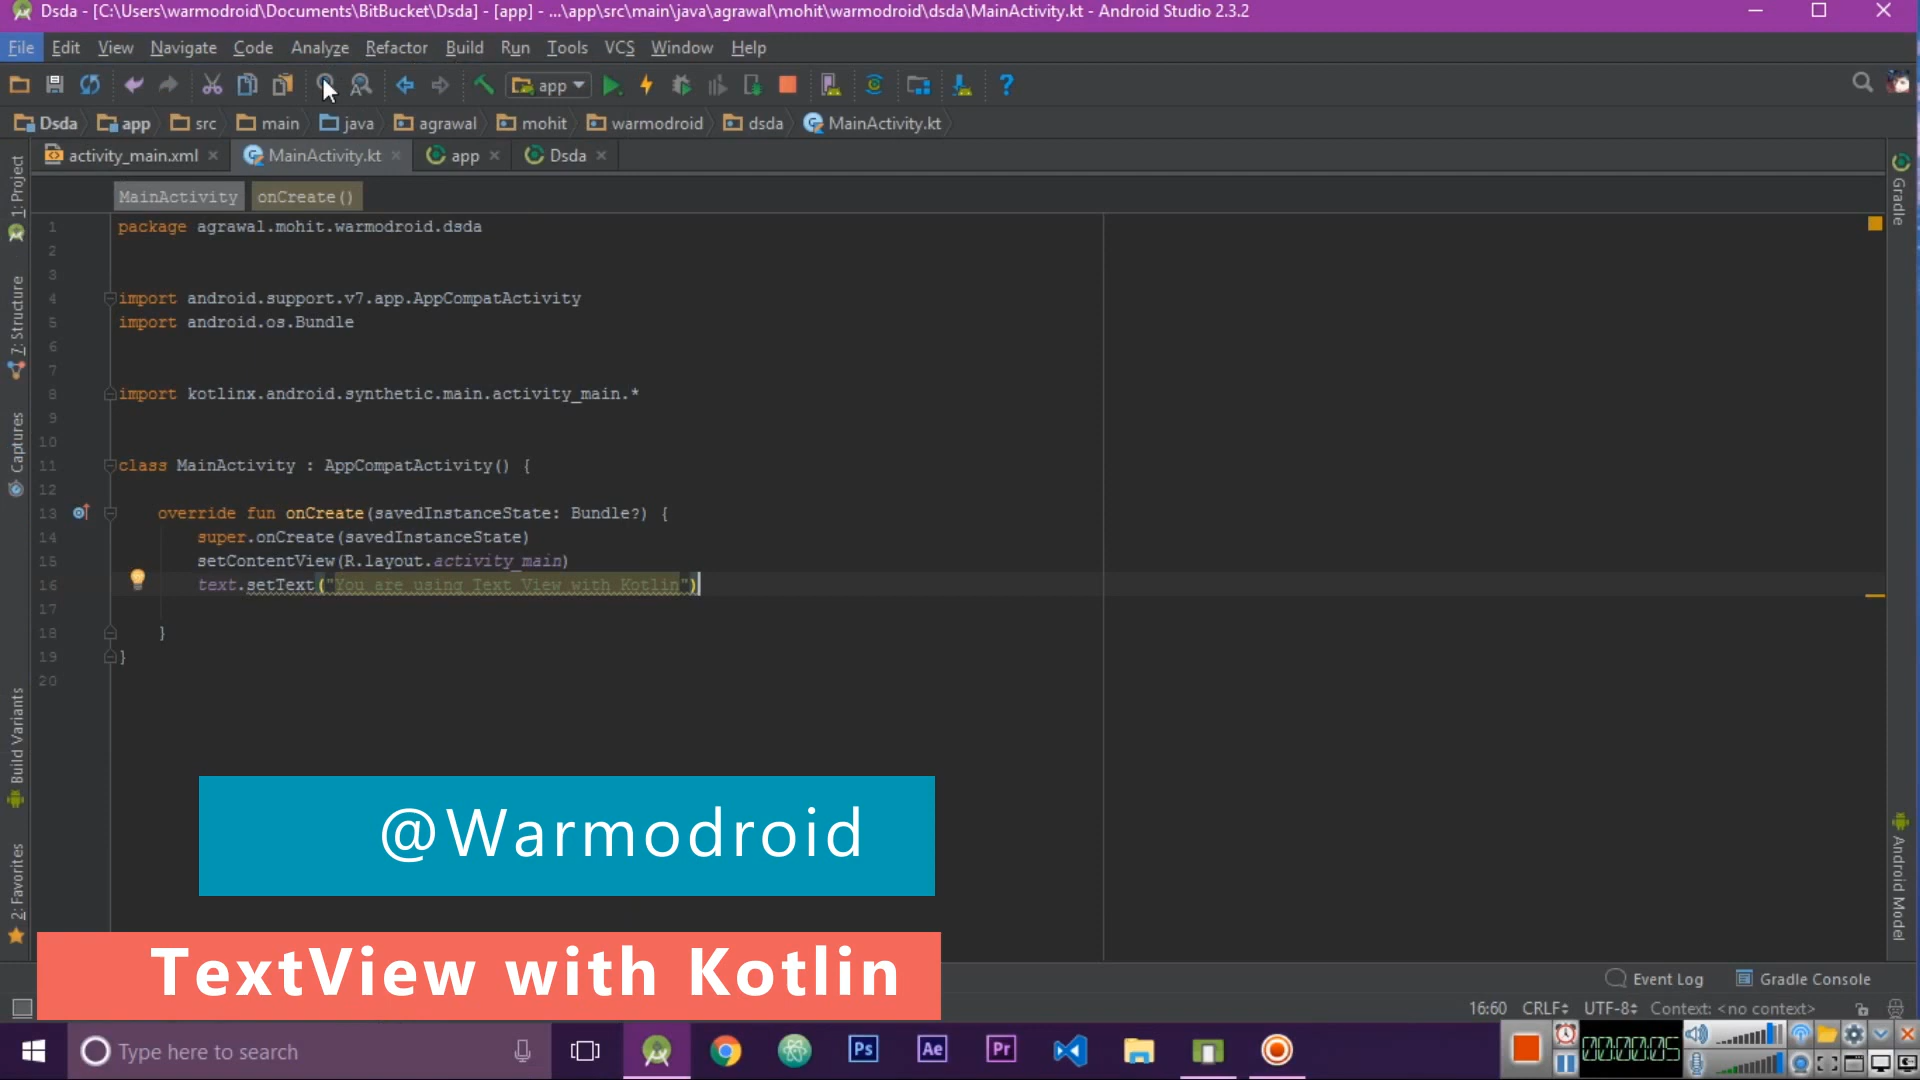 Dsda - [C:\Users\warmodroid\Documents\BitBucket\Dsda] - [app] - ...\app\src\main\java\agrawal\mohit\warmodroid\dsda\MainActivity.kt - Android Studio 2.3.2
File Edit View Navigate Code Analyze Refactor Build Run Tools VCS Window Help
app
Dsda app src main java agrawal mohit warmodroid dsda MainActivity.kt
activity_main.xml MainActivity.kt app Dsda
MainActivity onCreate()
1: Project
7: Structure
Captures
Build Variants
2: Favorites
Gradle
Android Model
1 package agrawal.mohit.warmodroid.dsda
2
3
4 import android.support.v7.app.AppCompatActivity
5 import android.os.Bundle
6
7
8 import kotlinx.android.synthetic.main.activity_main.*
9
10
11 class MainActivity : AppCompatActivity() {
12
13 override fun onCreate(savedInstanceState: Bundle?) {
14 super.onCreate(savedInstanceState)
15 setContentView(R.layout.activity_main)
16 text.setText("You are using Text View with Kotlin")
17
18 }
19 }
20
@Warmodroid
TextView with Kotlin
Event Log Gradle Console
16:60 CRLF UTF-8 Context: <no context>
Type here to search
Ps Ae Pr
00:00:05